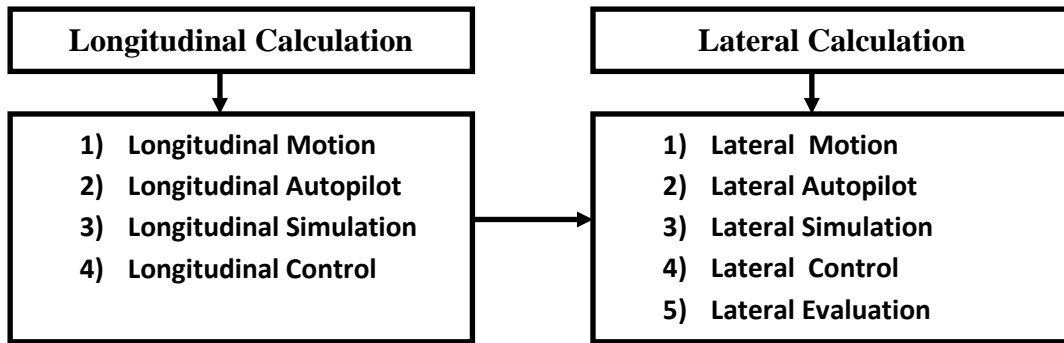 Longitudinal Calculation
1) Longitudinal Motion
2) Longitudinal Autopilot
3) Longitudinal Simulation
4) Longitudinal Control
Lateral Calculation
1) Lateral Motion
2) Lateral Autopilot
3) Lateral Simulation
4) Lateral Control
5) Lateral Evaluation